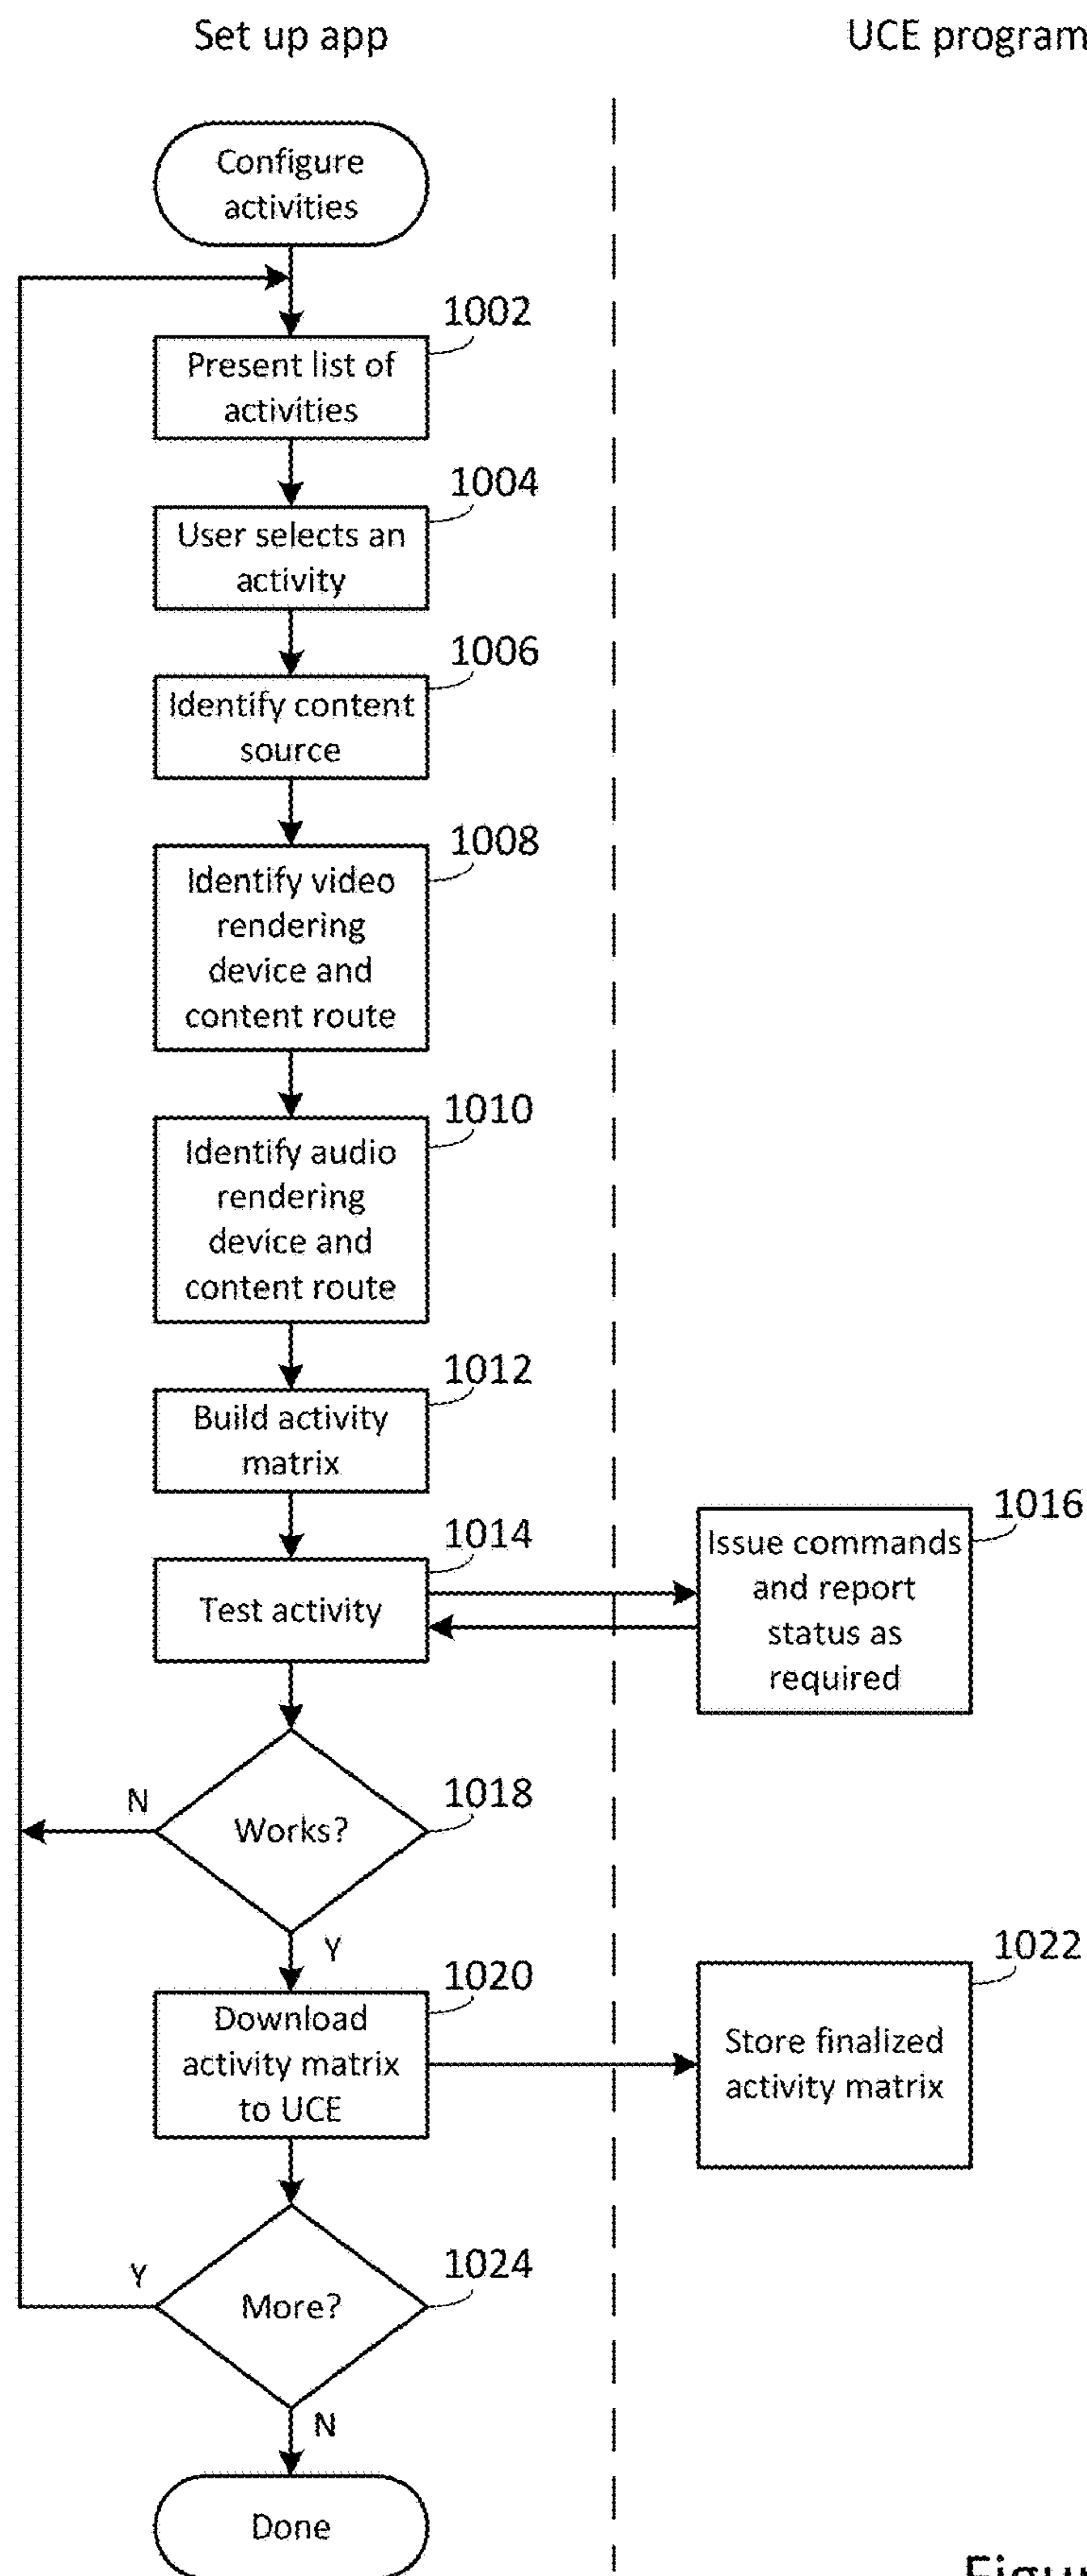 Set up app
UCE program
Configure
activities
1002
Present list of
activities
1004
User selects an
activity
1006
Identify content
source
1008
Identify video
rendering
device and
content route
1010
Identify audio
rendering
device and
content route
1012
Build activity
matrix
1014
Test activity
1016
Issue commands
and report
status as
required
N
1018
Works?
Y
1020
Download
activity matrix
to UCE
1022
Store finalized
activity matrix
Y
1024
More?
N
Done